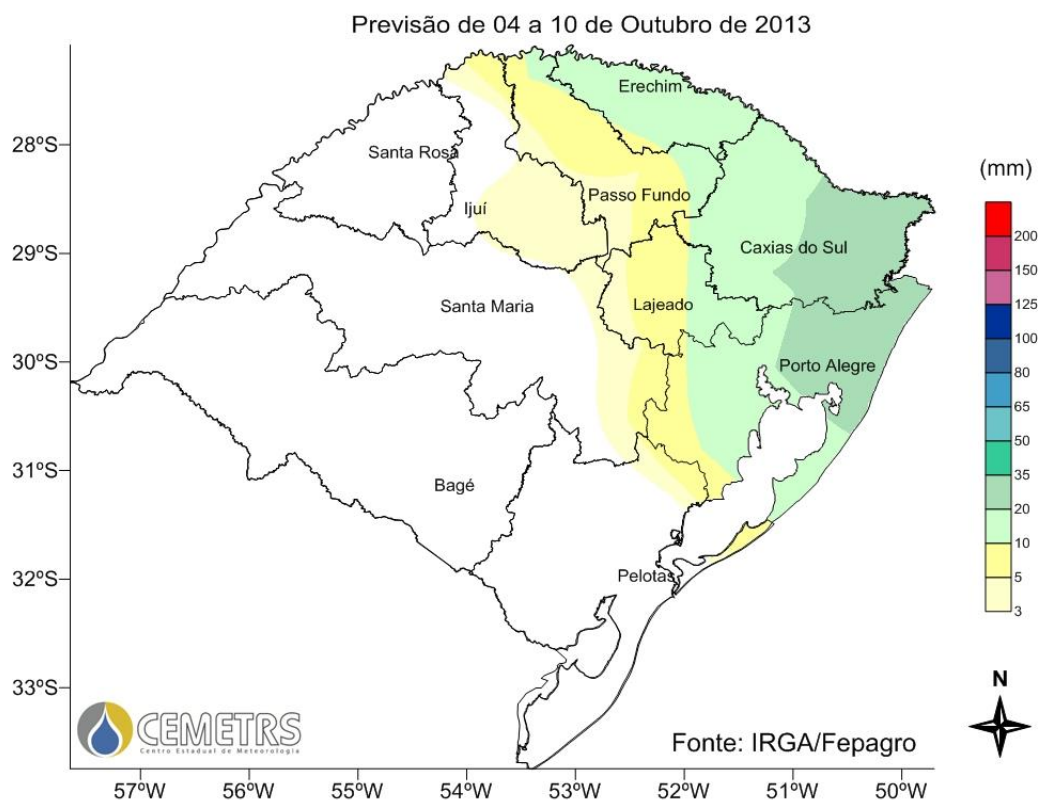 Previsão de 04 a 10 de Outubro de 2013
28ºS
29ºS
30ºS
31ºS
32ºS
33ºS
Erechim
Santa Rosa
Ijuí
Passo Fundo
Caxias do Sul
Santa Maria
Lajeado
Porto Alegre
Bagé
Pelotas
(mm)
200
150
125
100
80
65
50
35
20
10
5
3
N
CEMETRS
Centro Estadual de Meteorologia
Fonte: IRGA/Fepagro
57ºW
56ºW
55ºW
54ºW
53ºW
52ºW
51ºW
50ºW